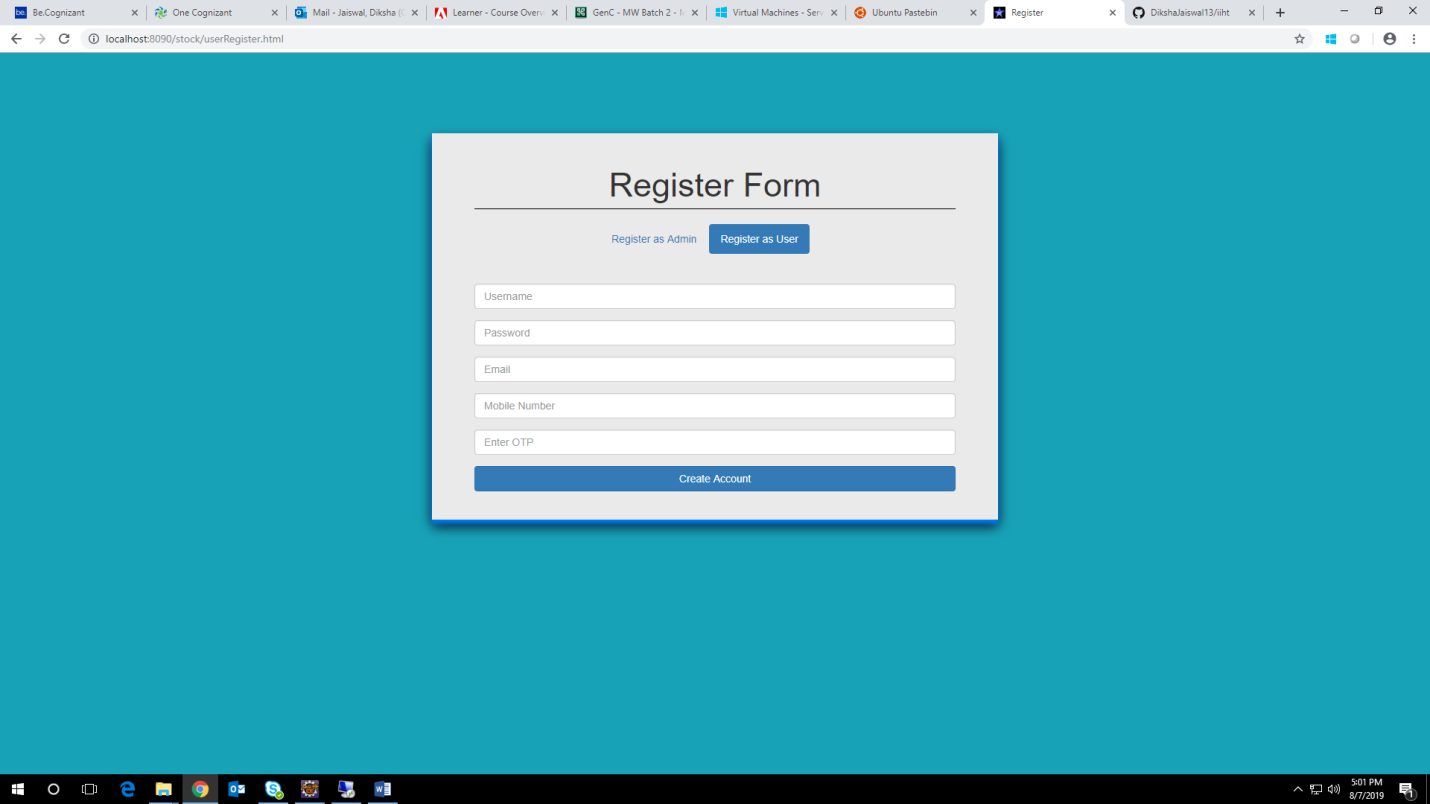 be. Be.Cognizant
One Cognizant
Mail - Jaiswal, Diksha (C
Learner - Course Overv
GenC - MW Batch 2 - M
Virtual Machines - Serv
Ubuntu Pastebin
Register
DikshaJaiswal13/iiht
localhost:8090/stock/userRegister.html
Register Form
Register as Admin Register as User
Username
Password
Email
Mobile Number
Enter OTP
Create Account
5:01 PM
8/7/2019
1